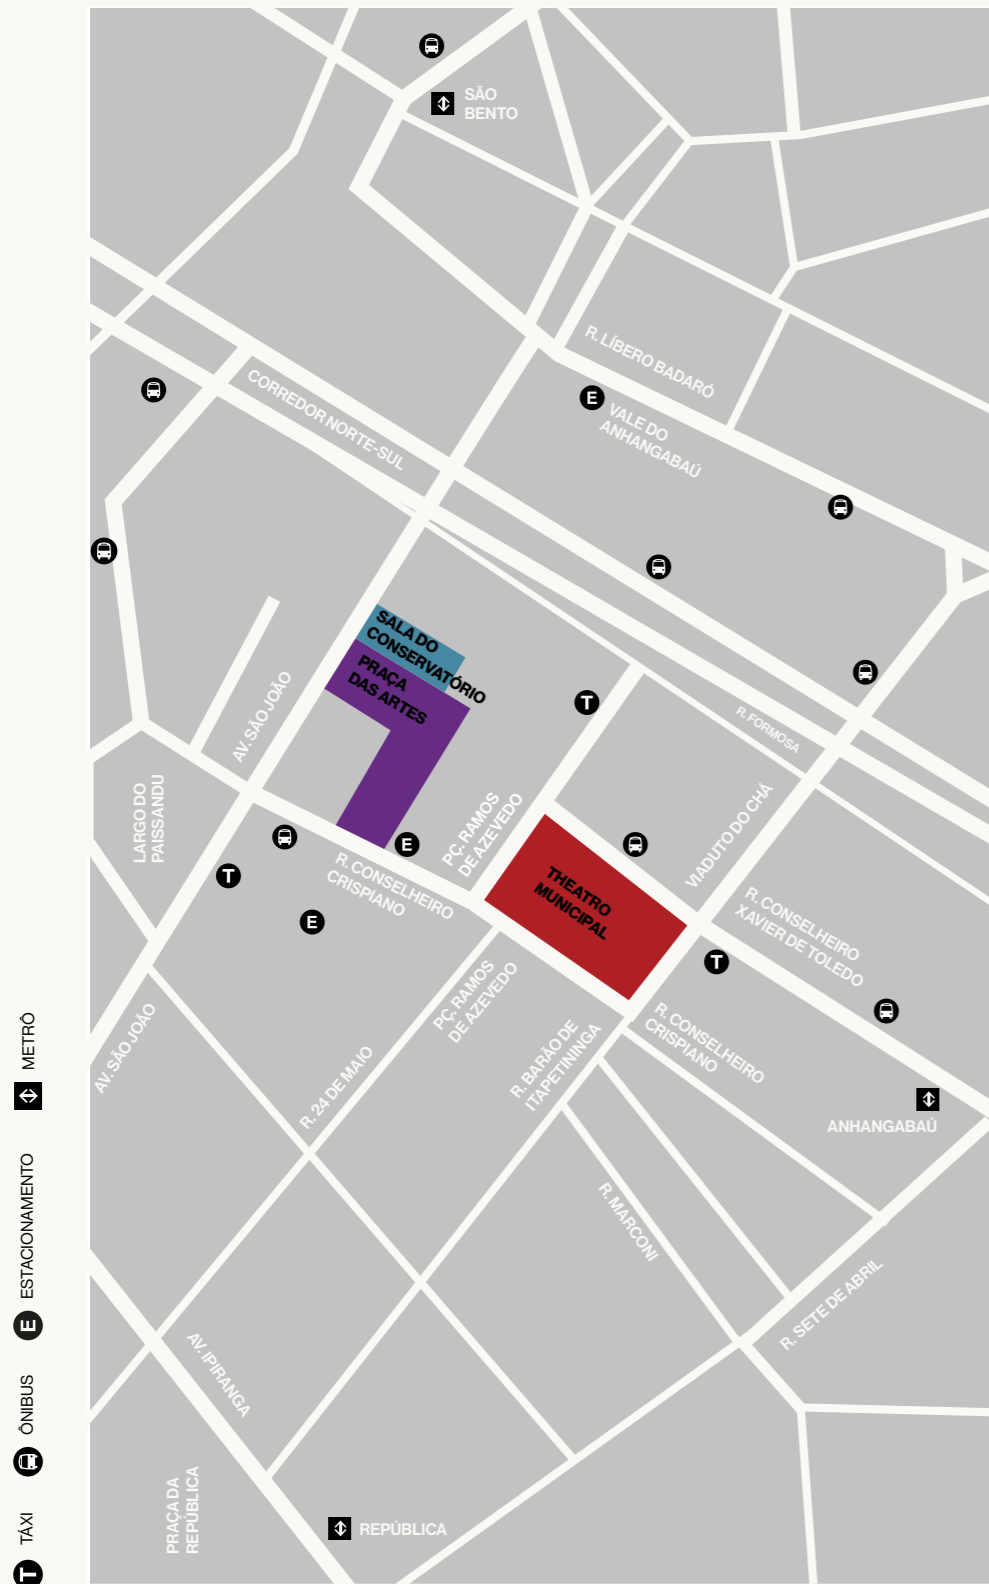 SÃO
BENTO
R. LÍBERO BADARÓ
CORREDOR NORTE-SUL
E
VALE DO
ANHANGABAÚ
SALA DO
CONSERVATÓRIO
PRAÇA
DAS ARTES
AV. SÃO JOÃO
T
R. FORMOSA
LARGO DO
PAISSANDU
PÇ. RAMOS
DE AZEVEDO
VIADUTO DO CHÁ
E
T
R. CONSELHEIRO
CRISPIANO
E
THEATRO
MUNICIPAL
R. CONSELHEIRO
XAVIER DE TOLEDO
T
PÇ. RAMOS
DE AZEVEDO
AV. SÃO JOÃO
R. 24 DE MAIO
R. BARÃO DE
ITAPETININGA
R. CONSELHEIRO
CRISPIANO
ANHANGABAÚ
R. MARCONI
R. SETE DE ABRIL
AV. IPIRANGA
PRAÇA DA
REPÚBLICA
REPÚBLICA
T TÁXI
ÔNIBUS
E ESTACIONAMENTO
METRÔ